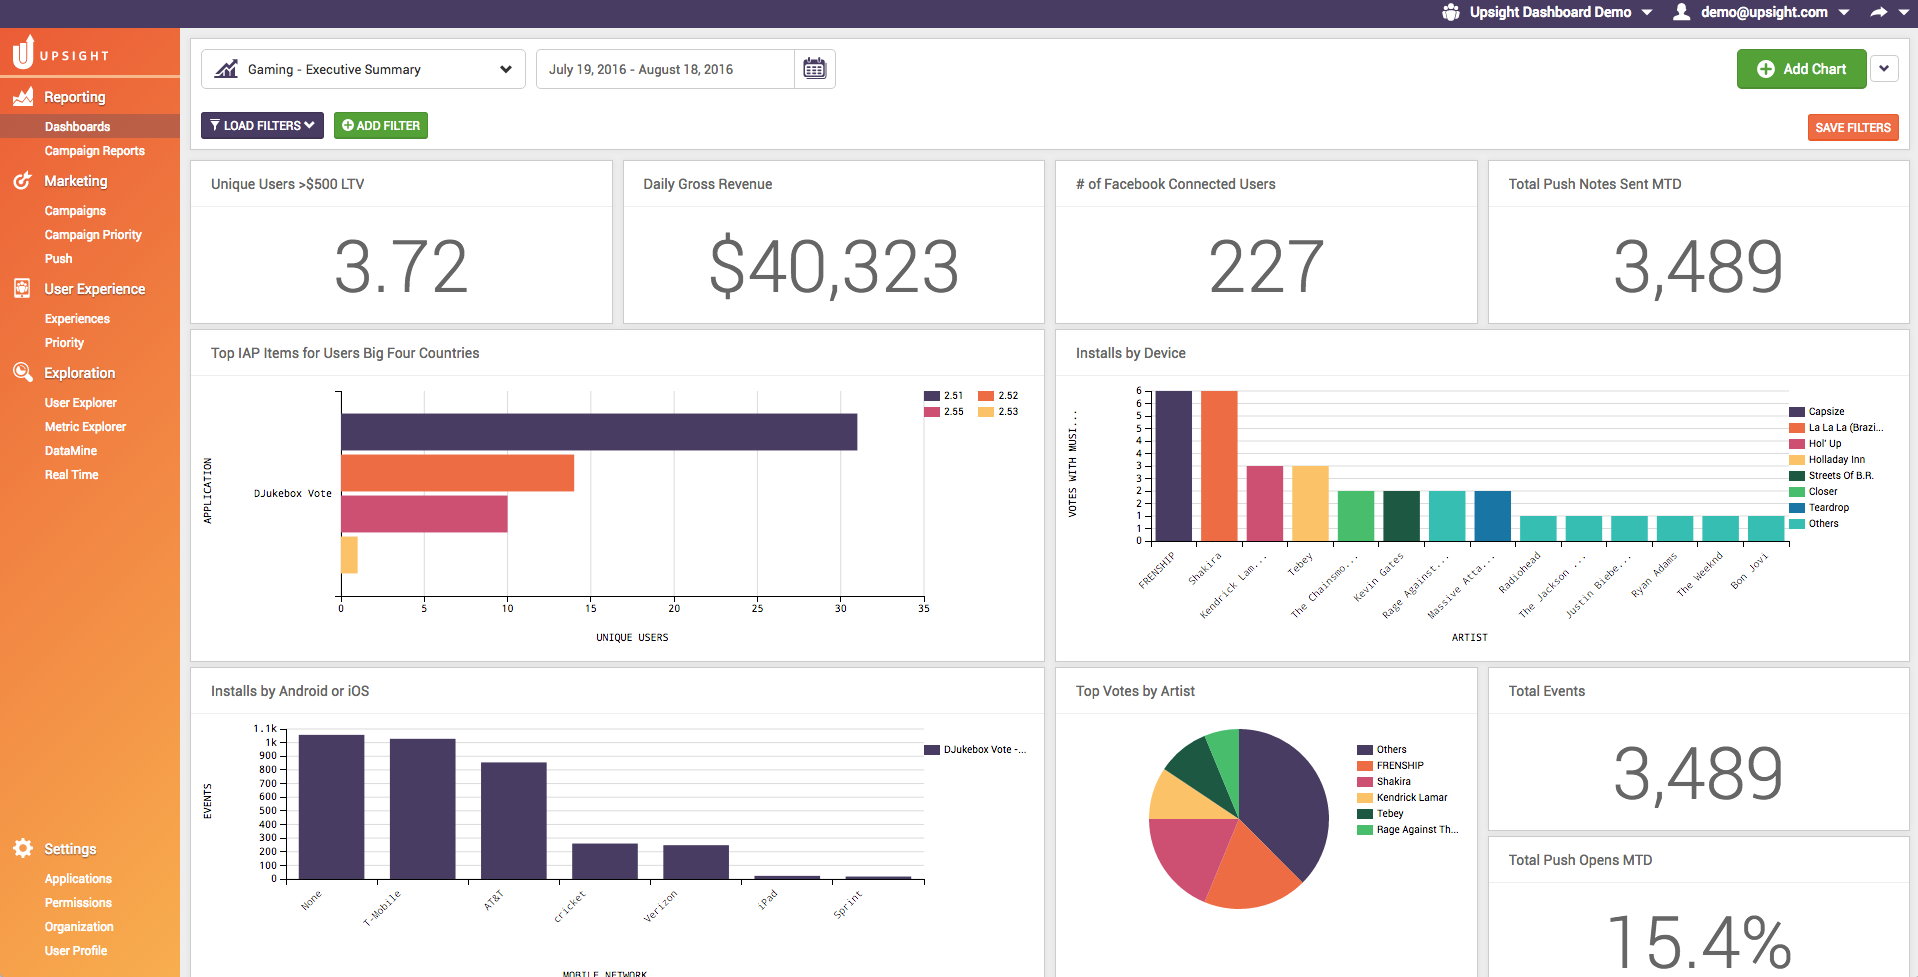 Upsight Dashboard Demo
demo@upsight.com
UPSIGHT
Reporting
Dashboards
Campaign Reports
Marketing
Campaigns
Campaign Priority
Push
User Experience
Experiences
Priority
Exploration
User Explorer
Metric Explorer
DataMine
Real Time
Settings
Applications
Permissions
Organization
User Profile
Gaming - Executive Summary
July 19, 2016 - August 18, 2016
Add Chart
LOAD FILTERS
ADD FILTER
SAVE FILTERS
Unique Users >$500 LTV
3.72
Daily Gross Revenue
$40,323
# of Facebook Connected Users
227
Total Push Notes Sent MTD
3,489
Top IAP Items for Users Big Four Countries
APPLICATION
DJukebox Vote
0 5 10 15 20 25 30 35
UNIQUE USERS
2.51 2.52
2.55 2.53
Installs by Device
VOTES WITH MUSI...
6
6
5
5
4
4
3
3
2
2
1
1
0
FRENSHIP
Shakira
Kendrick Lam...
Tebey
The Chainsmo...
Kevin Gates
Rage Against...
Massive Atta...
Radiohead
The Jackson ...
Justin Biebe...
Ryan Adams
The Weeknd
Bon Jovi
ARTIST
Capsize
La La La (Brazi...
Hol' Up
Holladay Inn
Streets Of B.R.
Closer
Teardrop
Others
Installs by Android or iOS
EVENTS
1.1k
1k
900
800
700
600
500
400
300
200
100
0
None
T-Mobile
AT&T
cricket
Verizon
iPad
Sprint
MOBILE NETWORK
DJukebox Vote -...
Top Votes by Artist
Others
FRENSHIP
Shakira
Kendrick Lamar
Tebey
Rage Against Th...
Total Events
3,489
Total Push Opens MTD
15.4%